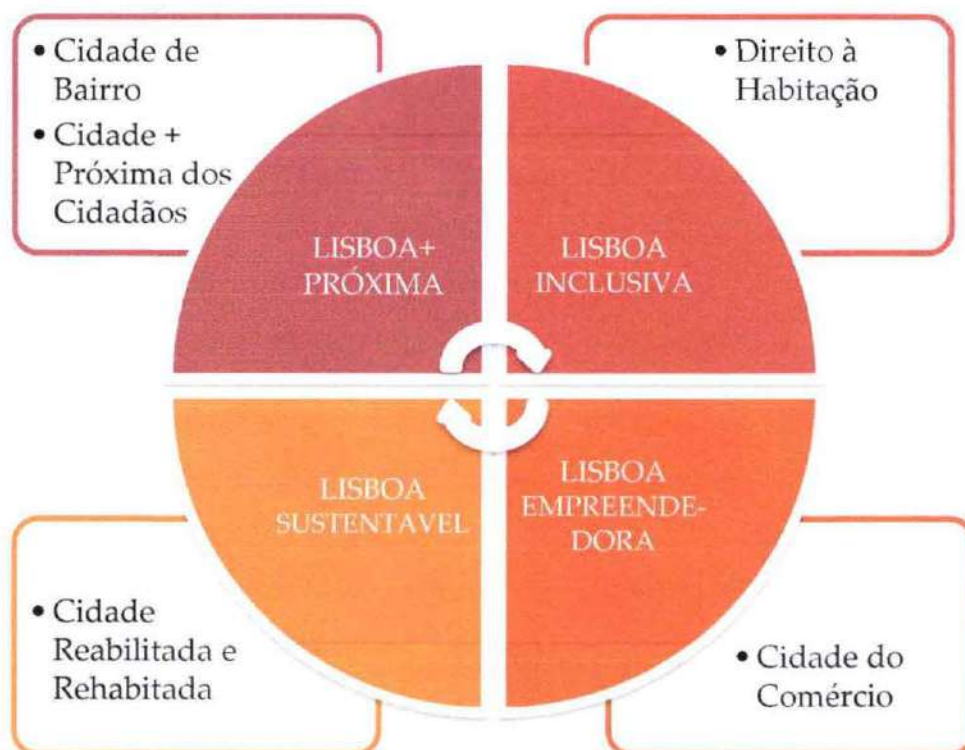 • Cidade de
Bairro
• Cidade +
Próxima dos
Cidadãos
• Direito à
Habitação
LISBOA+
PRÓXIMA
LISBOA
INCLUSIVA
LISBOA
SUSTENTAVEL
LISBOA
EMPREENDE-
DORA
• Cidade
Reabilitada e
Rehabitada
• Cidade do
Comércio